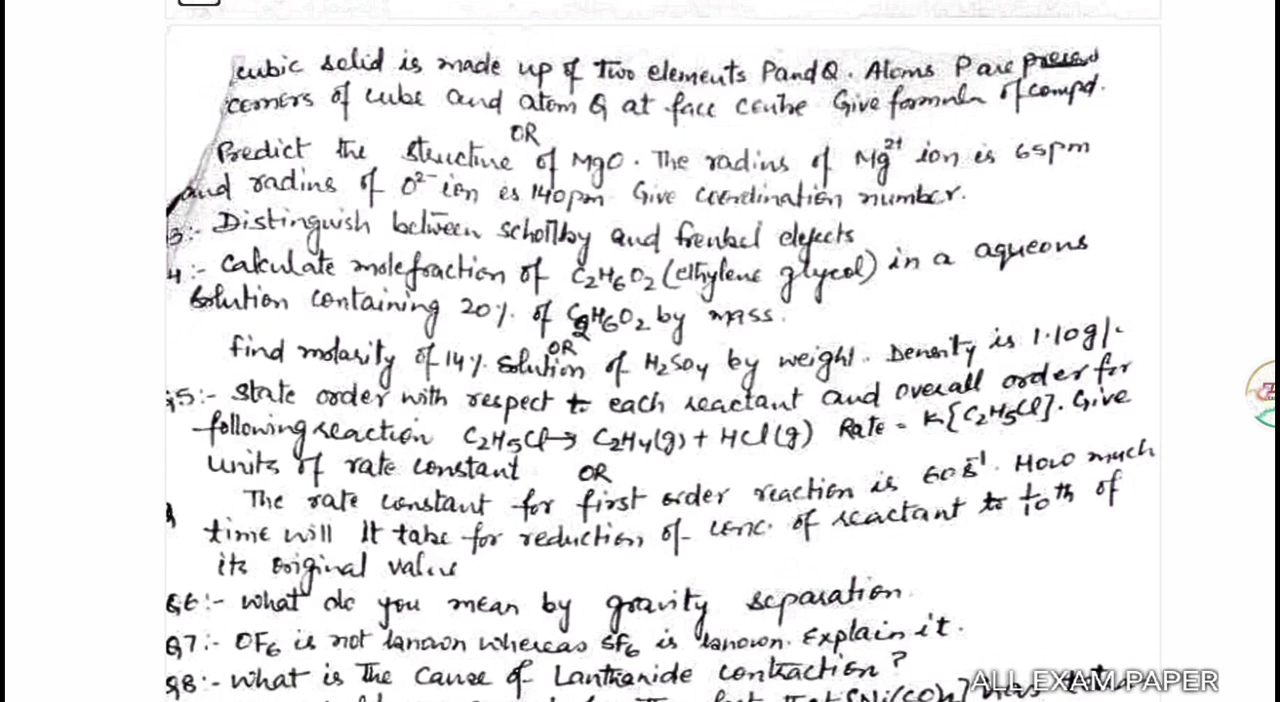 cubic solid is made up of two elements P and Q. Atoms P are present
corners of cube and atom Q at face centre Give formula of compd.
OR
Predict the structure of MgO. The radius of Mg²⁺ ion is 65pm
and radius of O²⁻ ion is 140pm. Give coordination number.
3:- Distinguish between schottky and frenkel defects
4:- Calculate molefraction of C₂H₆O₂ (ethylene glycol) in a aqueous
solution containing 20% of C₂H₆O₂ by mass.
OR
find molarity of 14% solution of H₂SO₄ by weight. Density is 1.10g/
Q5:- State order with respect to each reactant and overall order for
following reaction C₂H₅Cl → C₂H₄(g) + HCl(g) Rate = K[C₂H₅Cl]. Give
units of rate constant OR
The rate constant for first order reaction is 60 s⁻¹. How much
time will it take for reduction of conc. of reactant to 1/10th of
its original value
Q6:- What do you mean by gravity separation.
Q7:- OF₆ is not known whereas SF₆ is known. Explain it.
Q8:- What is The Cause of Lanthanide contraction?
ALL EXAM PAPER